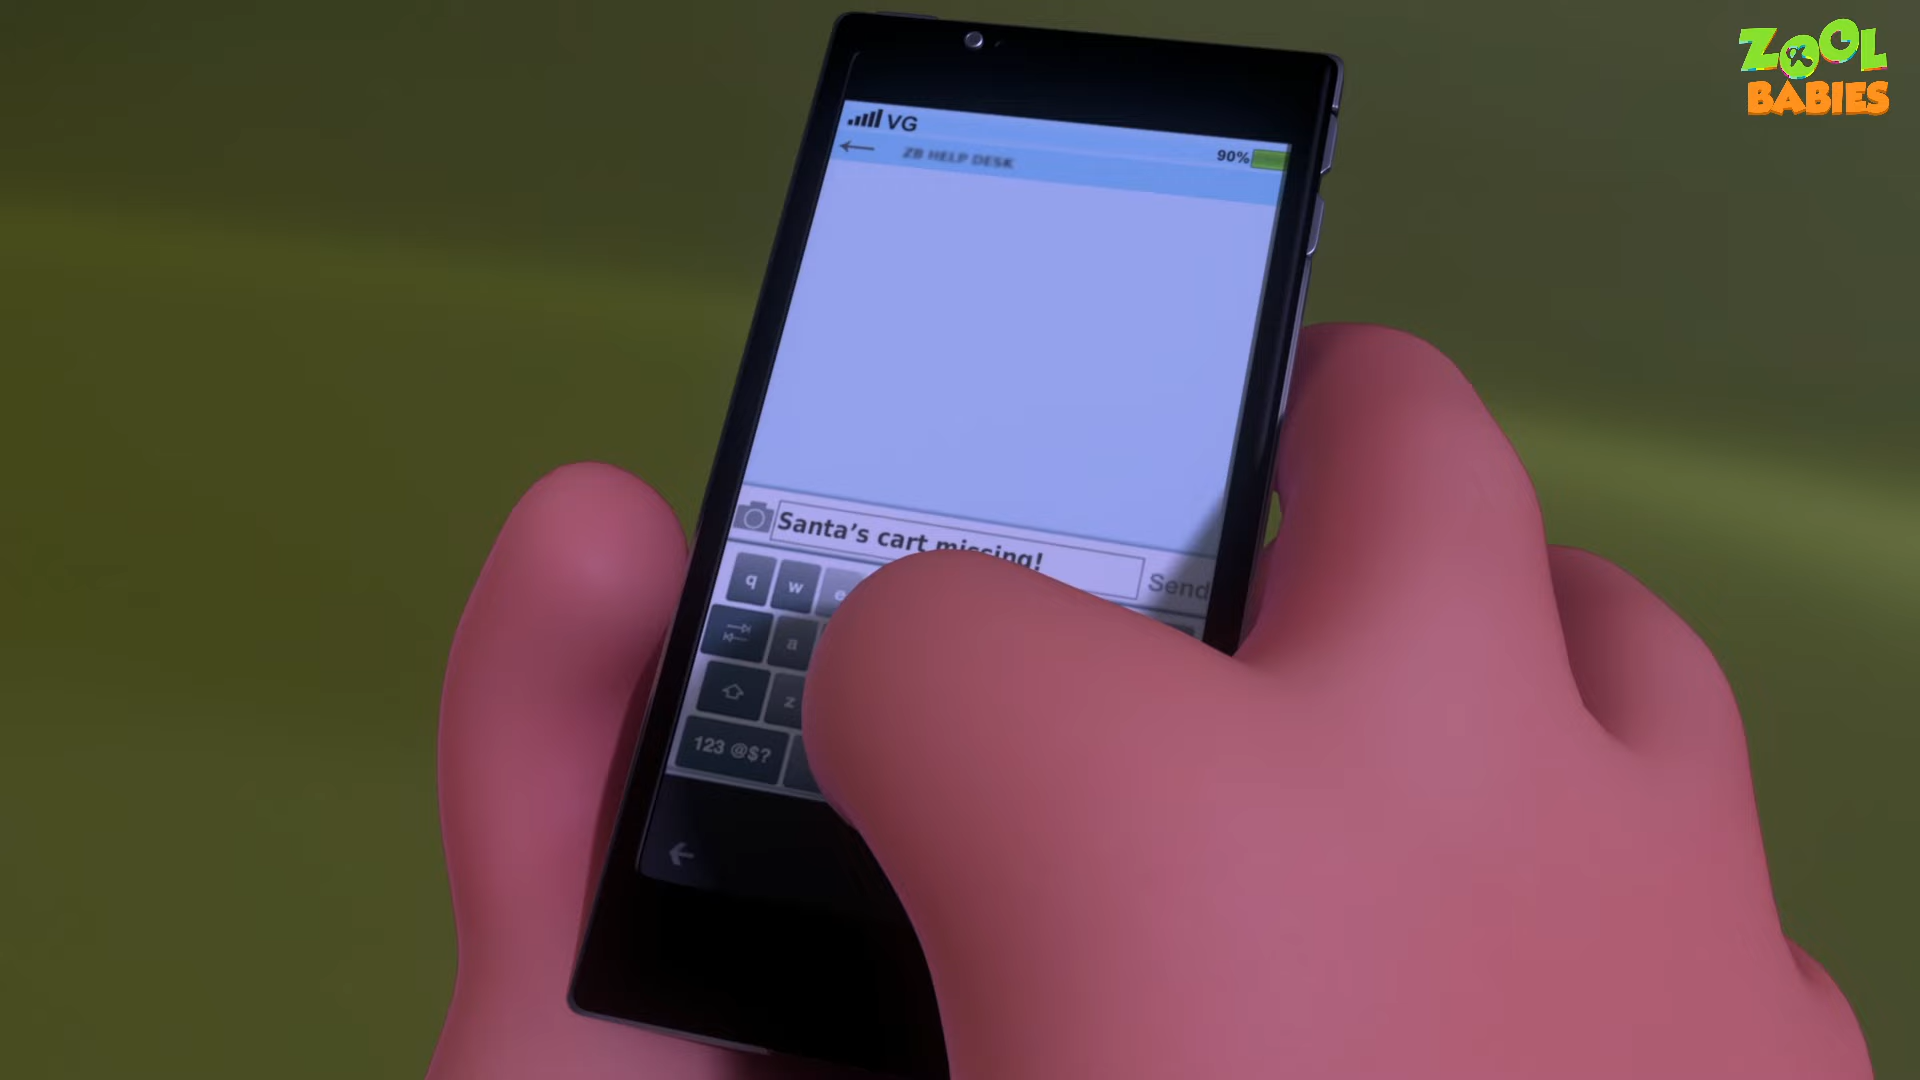 ZOOL
BABIES
VG
90%
ZB HELP DESK
Santa’s cart missing!
Send
q w e
a
z
123 @$?